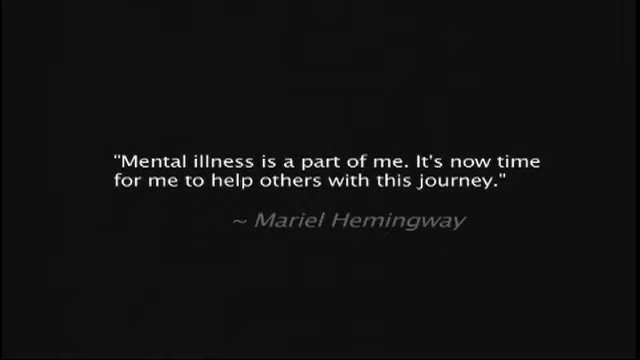 "Mental illness is a part of me. It's now time
for me to help others with this journey."
~ Mariel Hemingway